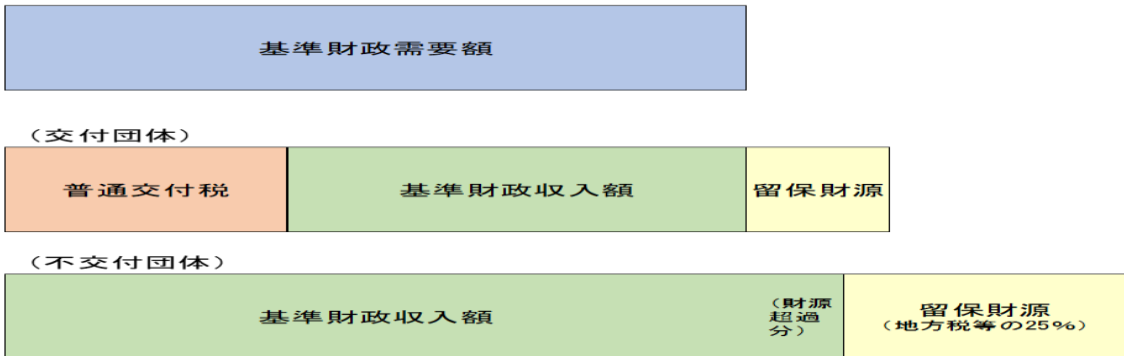 基準財政需要額
（交付団体）
普通交付税
基準財政収入額
留保財源
（不交付団体）
基準財政収入額
（財源
超過
分）
留保財源
（地方税等の25%）